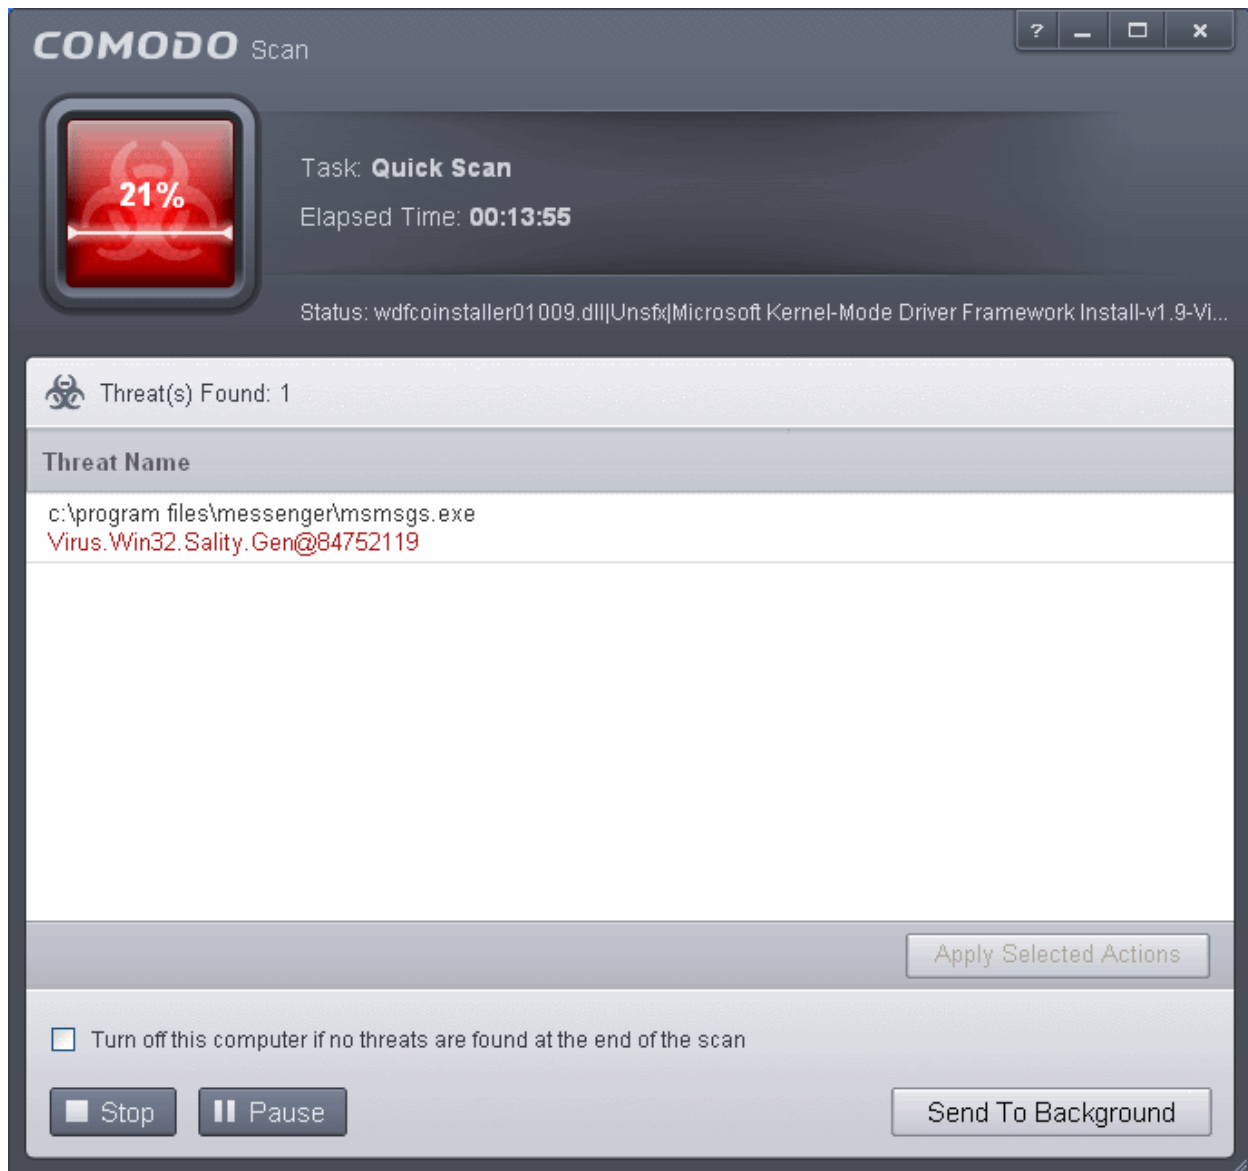 COMODO Scan
?
21%
Task: Quick Scan
Elapsed Time: 00:13:55
Status: wdfcoinstaller01009.dll|Unsfx|Microsoft Kernel-Mode Driver Framework Install-v1.9-Vi...
Threat(s) Found: 1
Threat Name
c:\program files\messenger\msmsgs.exe
Virus.Win32.Sality.Gen@84752119
Apply Selected Actions
Turn off this computer if no threats are found at the end of the scan
Stop
Pause
Send To Background